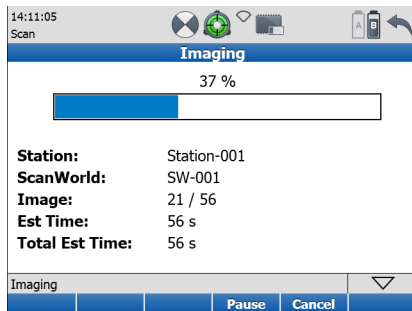 14:11:05
Scan
A B
Imaging
37 %
Station: Station-001
ScanWorld: SW-001
Image: 21 / 56
Est Time: 56 s
Total Est Time: 56 s
Imaging
Pause Cancel